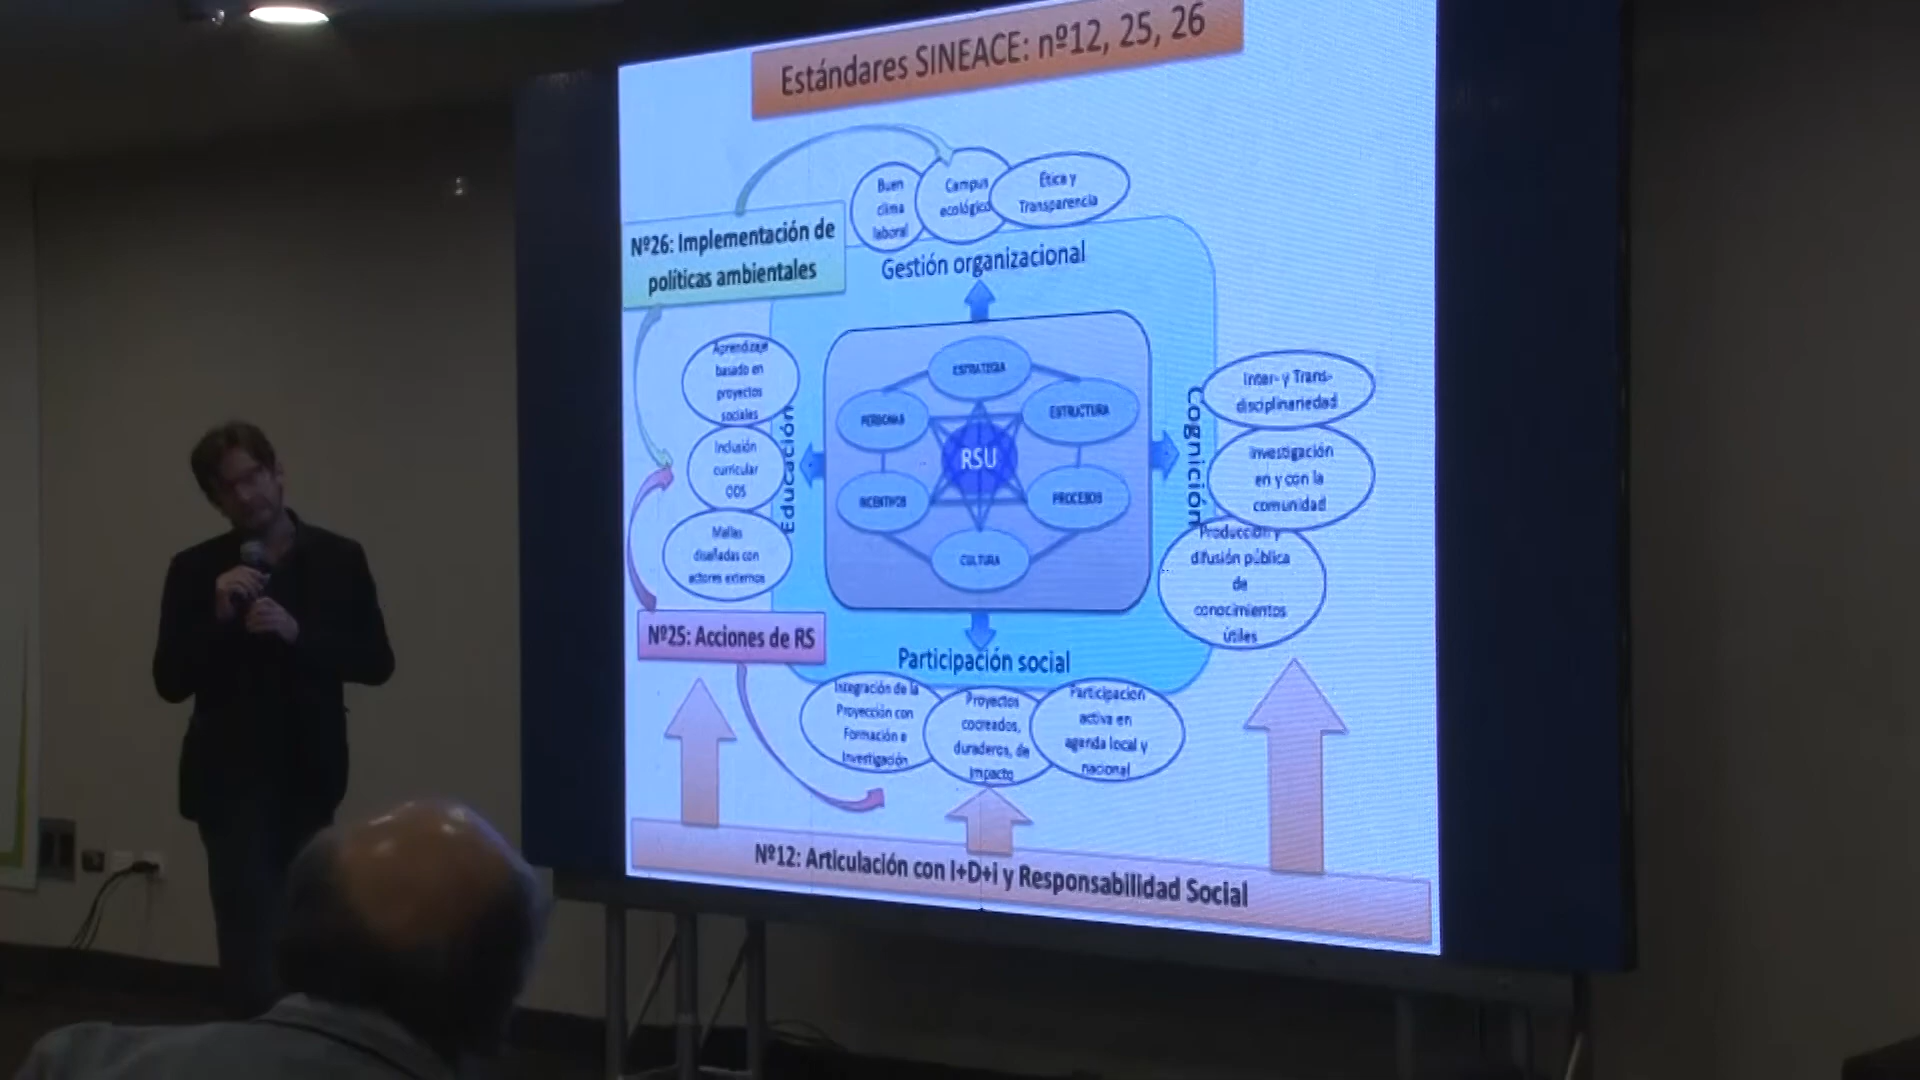 Estándares SINEACE: nº12, 25, 26
Buen
clima
laboral
Campus
ecológico
Ética y
Transparencia
Nº26: Implementación de
políticas ambientales
Gestión organizacional
Aprendizaje
basado en
proyectos
sociales
Inclusión
curricular
ODS
Mallas
diseñadas con
actores externos
Educación
ESTRATEGIA
PERSONAS
ESTRUCTURA
RSU
INCENTIVOS
PROCESOS
CULTURA
Cognición
Inter- y Trans-
disciplinariedad
Investigación
en y con la
comunidad
Producción y
difusión pública
de
conocimientos
útiles
Nº25: Acciones de RS
Participación social
Integración de la
Proyección con
Formación e
Investigación
Proyectos
cocreados,
duraderos, de
impacto
Participación
activa en
agenda local y
nacional
Nº12: Articulación con I+D+i y Responsabilidad Social